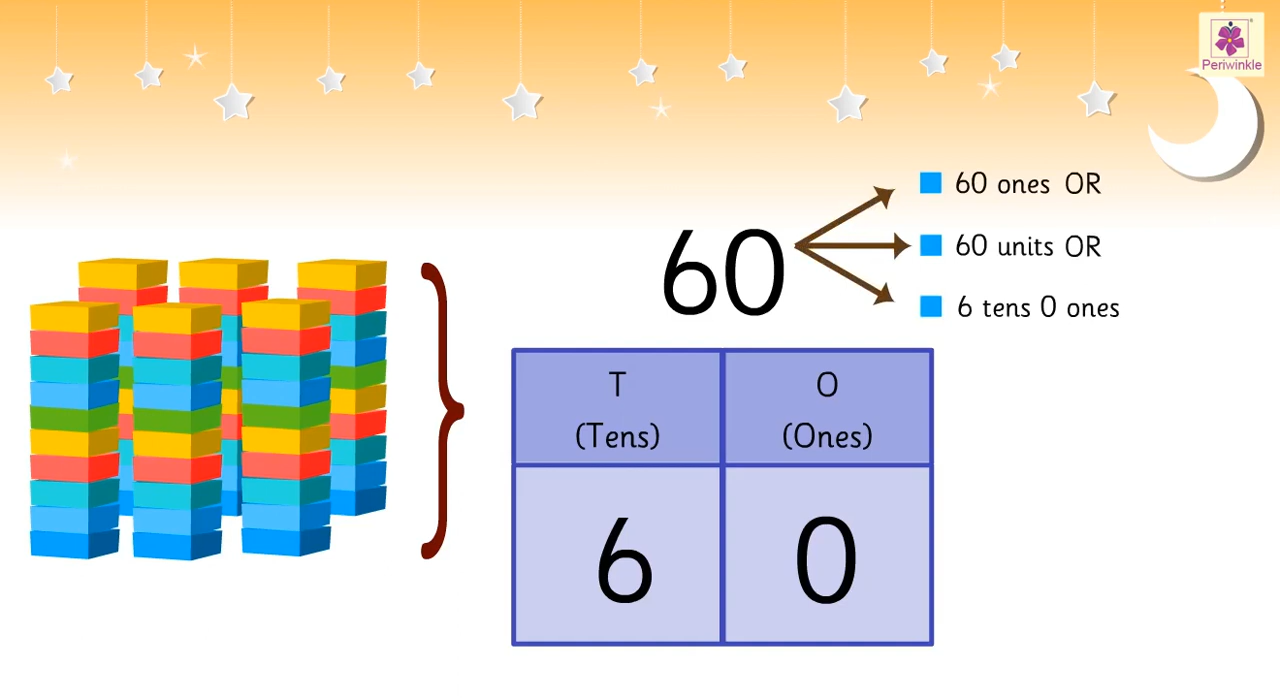 Periwinkle
60 ones OR
60
60 units OR
6 tens 0 ones
T O
(Tens) (Ones)
6 0